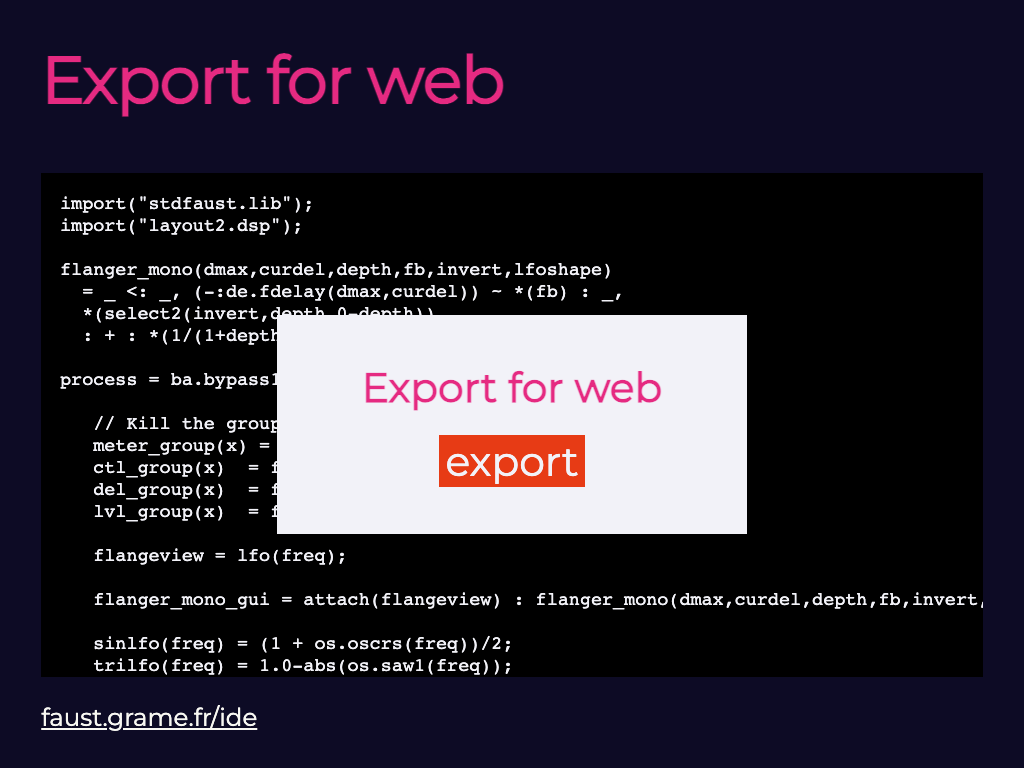 Export for web
import("stdfaust.lib");
import("layout2.dsp");
flanger_mono(dmax,curdel,depth,fb,invert,lfoshape)
= _ <: _, (-:de.fdelay(dmax,curdel)) ~ *(fb) : _,
*(select2(invert,depth,0-depth))
: + : *(1/(1+depth
process = ba.bypass1
// Kill the group
meter_group(x) =
ctl_group(x)  = f
del_group(x)  = f
lvl_group(x)  = f
Export for web
export
flangeview = lfo(freq);
flanger_mono_gui = attach(flangeview) : flanger_mono(dmax,curdel,depth,fb,invert,
sinlfo(freq) = (1 + os.oscrs(freq))/2;
trilfo(freq) = 1.0-abs(os.saw1(freq));
faust.grame.fr/ide